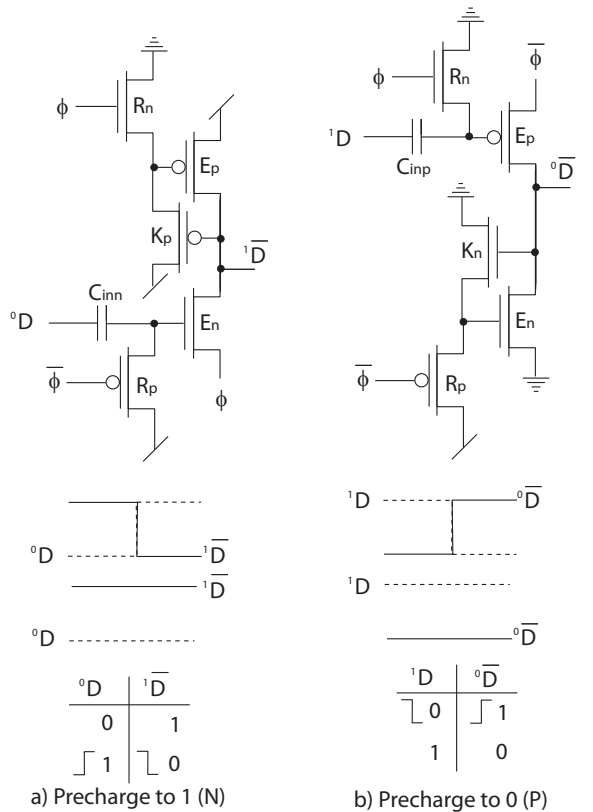 ϕ
Rn
Ep
Kp
¹D̅
Cinn
⁰D
En
ϕ̅
Rp
ϕ
ϕ
Rn
ϕ̅
¹D
Cinp
Ep
⁰D̅
Kn
En
ϕ̅
Rp
⁰D
¹D̅
¹D̅
⁰D
⁰D ¹D̅
0 1
1 0
a) Precharge to 1 (N)
¹D
⁰D̅
¹D
⁰D̅
¹D ⁰D̅
0 1
1 0
b) Precharge to 0 (P)